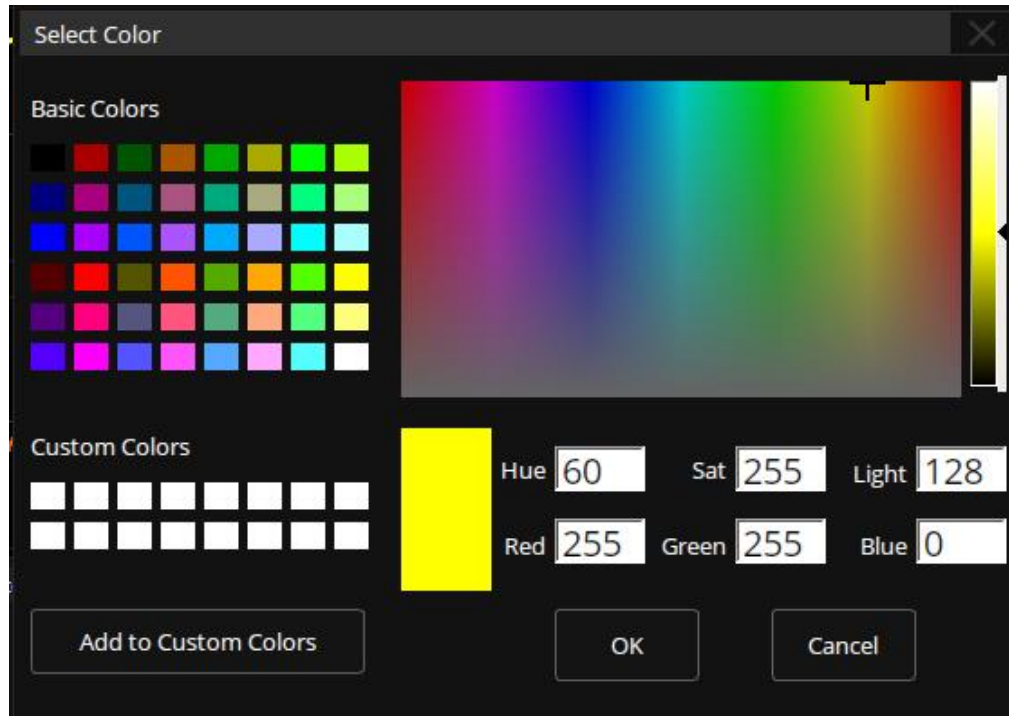 Select Color
Basic Colors
Custom Colors
Hue 60 Sat 255 Light 128
Red 255 Green 255 Blue 0
Add to Custom Colors
OK
Cancel